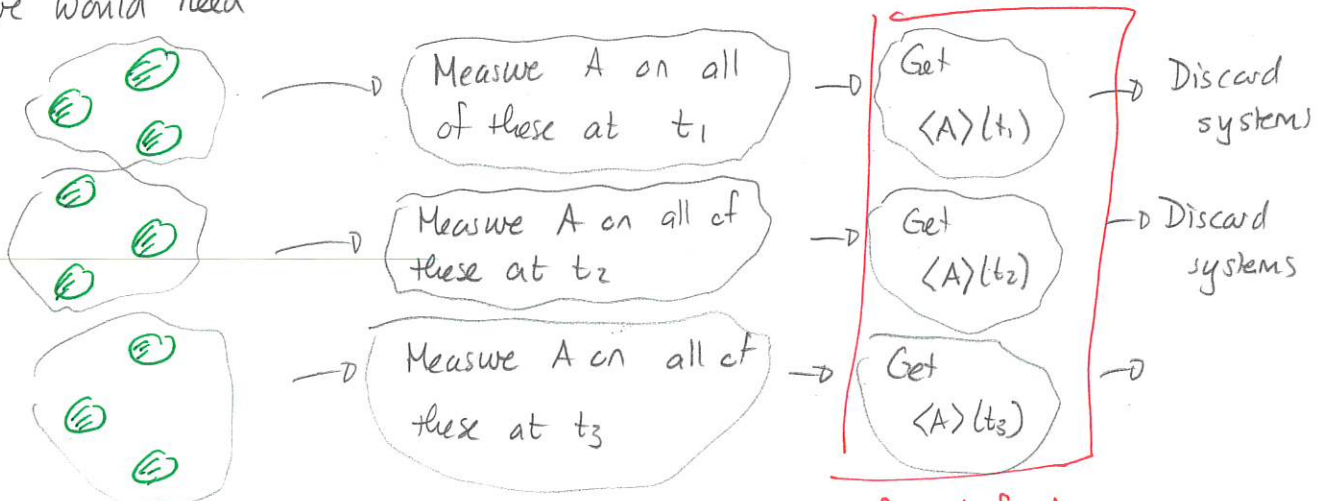 we would need
Measure A on all
of these at t₁
Get
⟨A⟩(t₁)
Discard
systems
Measure A on all of
these at t₂
Get
⟨A⟩(t₂)
Discard
systems
Measure A on all of
these at t₃
Get
⟨A⟩(t₃)